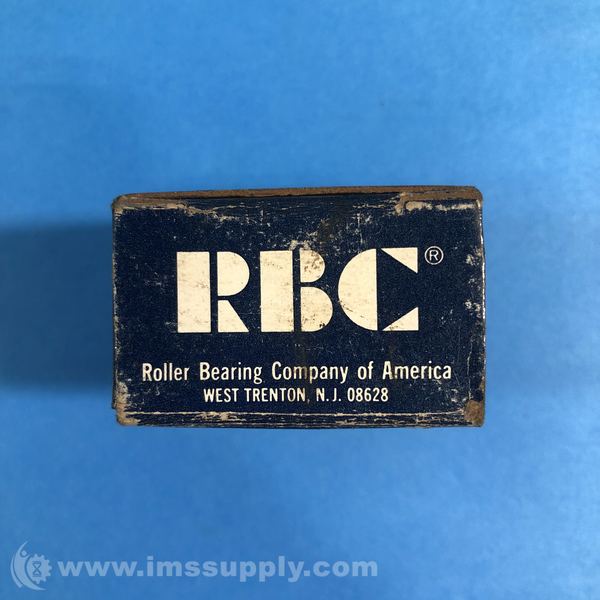 RBC®
Roller Bearing Company of America
WEST TRENTON, N.J. 08628
www.imssupply.com